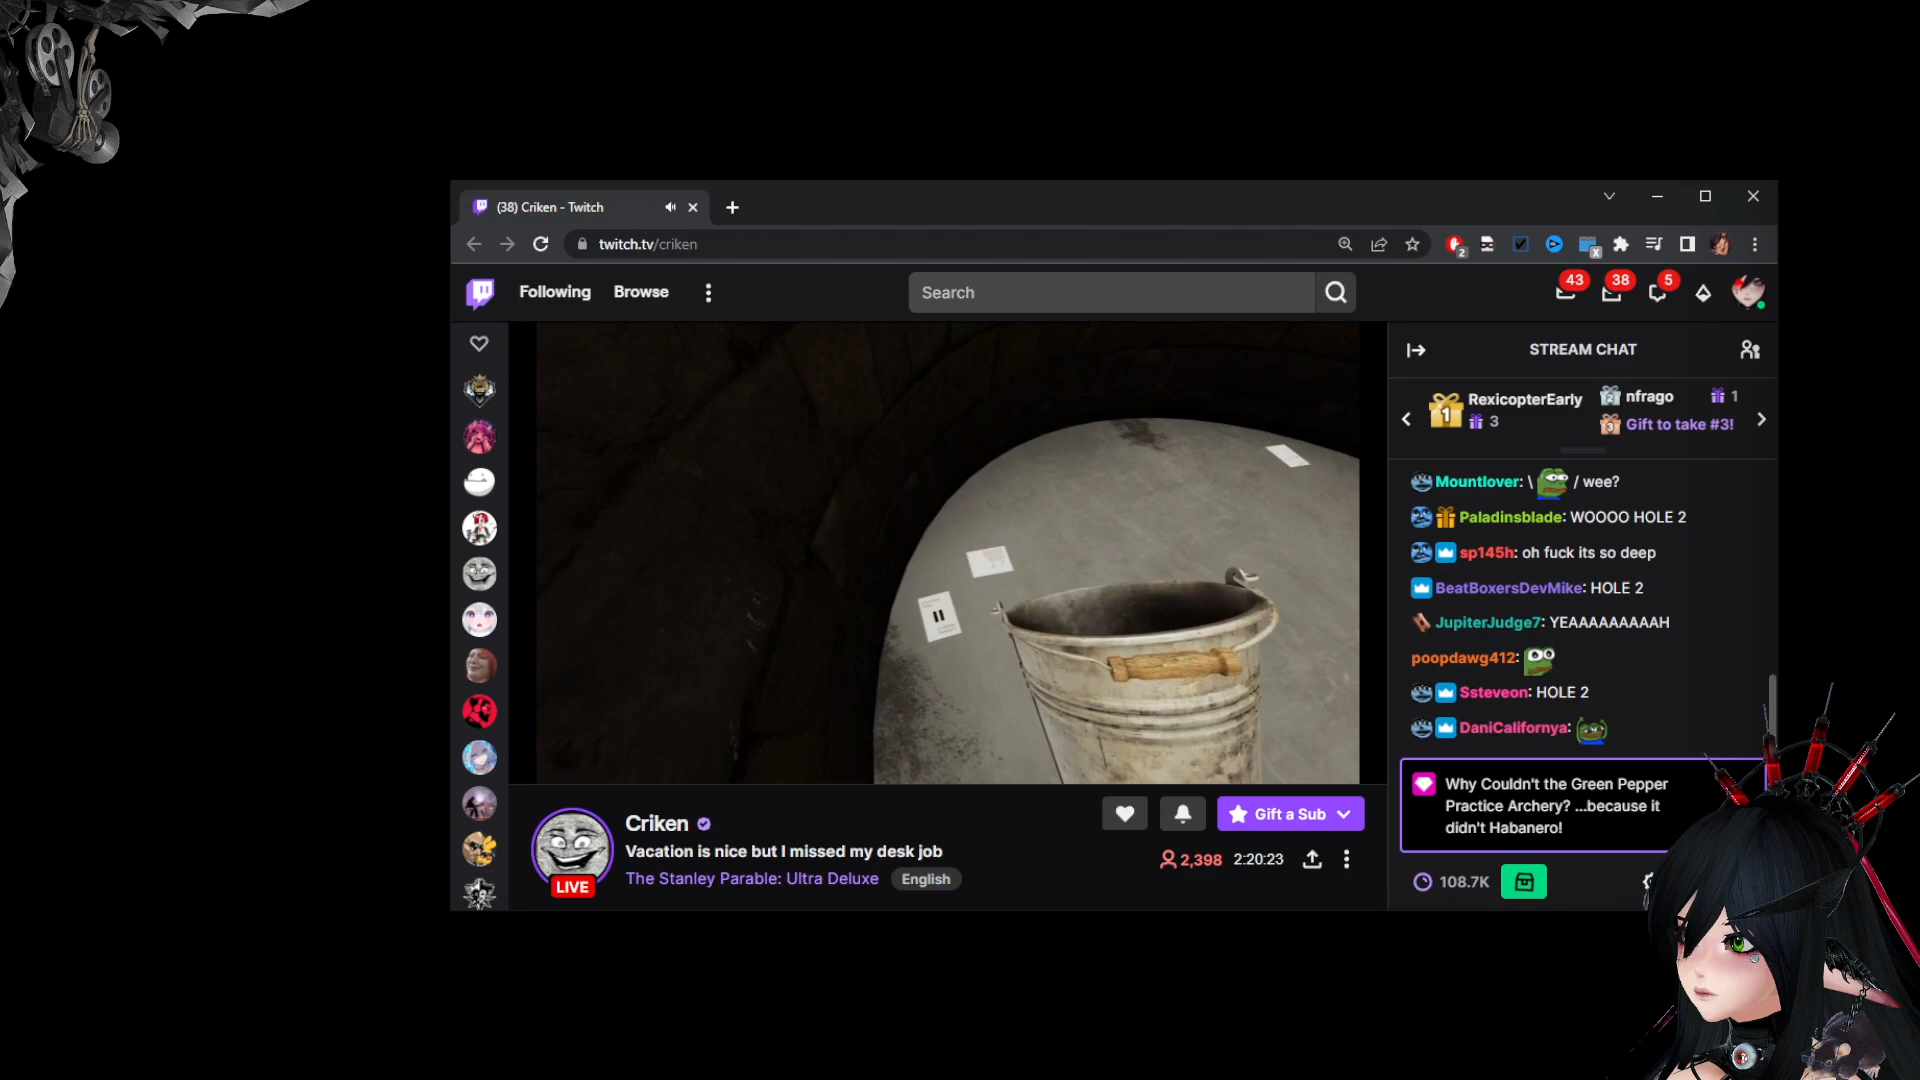 (38) Criken - Twitch
twitch.tv/criken
2
X
Following
Browse
Search
43
38
5
STREAM CHAT
1
RexicopterEarly
3
2
nfrago
1
3
Gift to take #3!
Mountlover: \ / wee?
Paladinsblade: WOOOO HOLE 2
sp145h: oh fuck its so deep
BeatBoxersDevMike: HOLE 2
JupiterJudge7: YEAAAAAAAAAH
poopdawg412:
Ssteveon: HOLE 2
DaniCalifornya:
Why Couldn't the Green Pepper
Practice Archery? ...because it
didn't Habanero!
108.7K
Criken
Vacation is nice but I missed my desk job
The Stanley Parable: Ultra Deluxe
English
LIVE
Gift a Sub
2,398
2:20:23